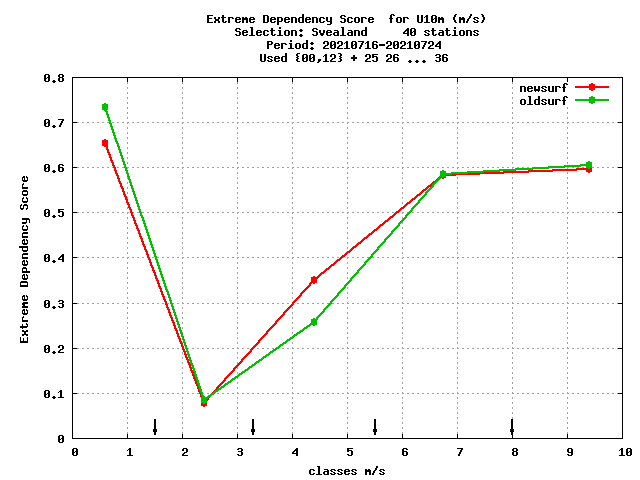 Extreme Dependency Score  for U10m (m/s)
Selection: Svealand     40 stations
Period: 20210716-20210724
Used {00,12} + 25 26 ... 36
newsurf
oldsurf
Extreme Dependency Score
0.8
0.7
0.6
0.5
0.4
0.3
0.2
0.1
0
0 1 2 3 4 5 6 7 8 9 10
classes m/s